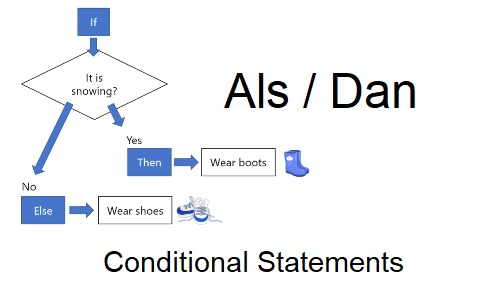 If
It is
snowing?
Als / Dan
Yes
Then
Wear boots
No
Else
Wear shoes
Conditional Statements